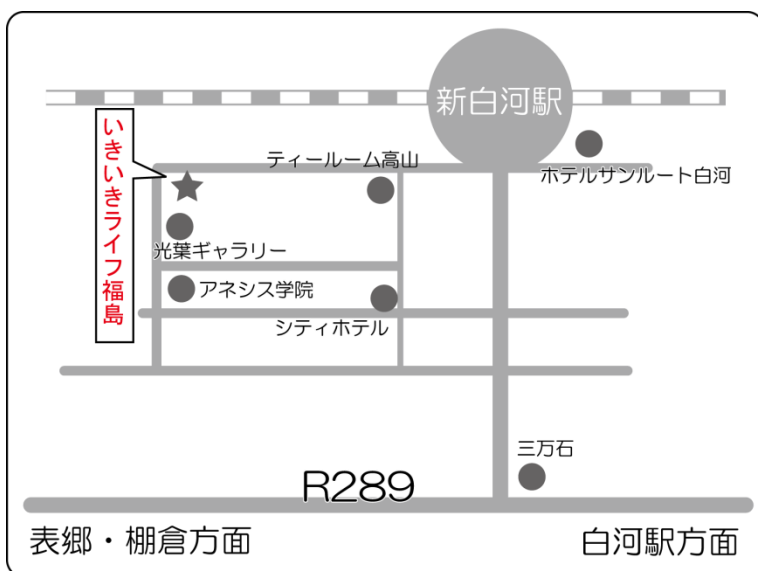 新白河駅
いきいきライフ福島
ティールーム高山
ホテルサンルート白河
光葉ギャラリー
アネシス学院
シティホテル
三万石
R289
表郷・棚倉方面
白河駅方面